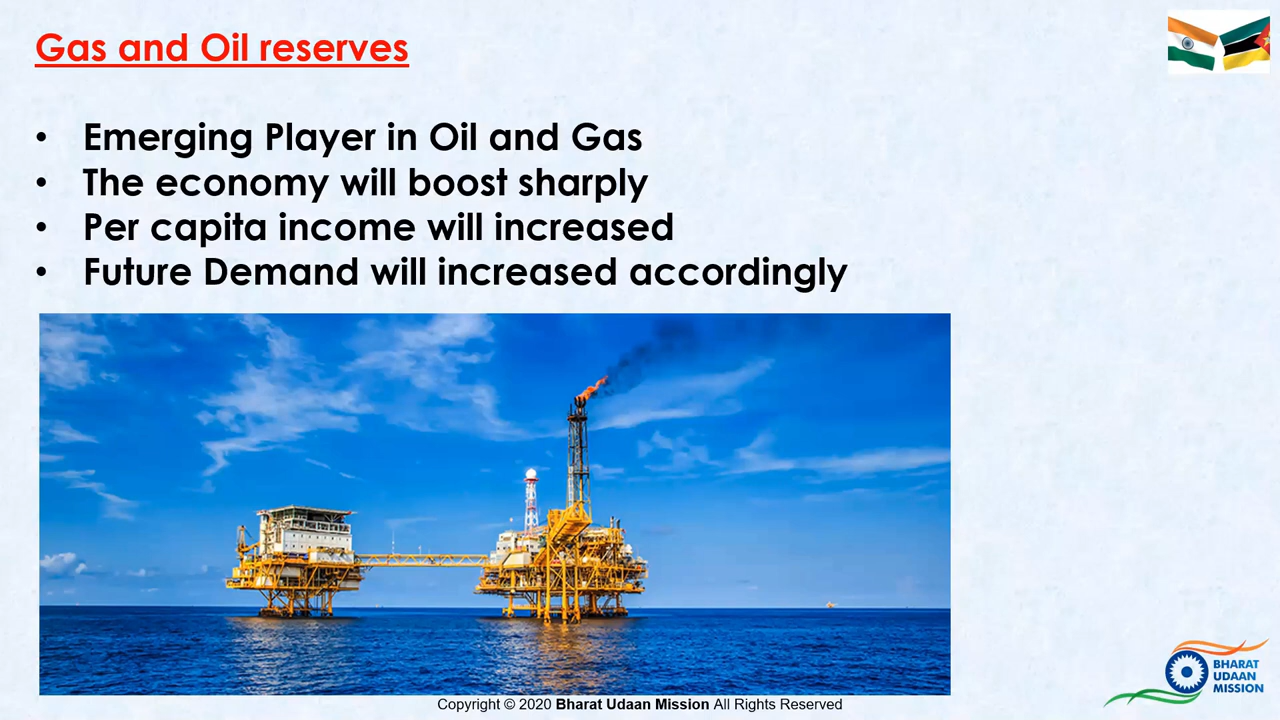 Gas and Oil reserves
• Emerging Player in Oil and Gas
• The economy will boost sharply
• Per capita income will increased
• Future Demand will increased accordingly
Copyright © 2020 Bharat Udaan Mission All Rights Reserved
BHARAT
UDAAN
MISSION